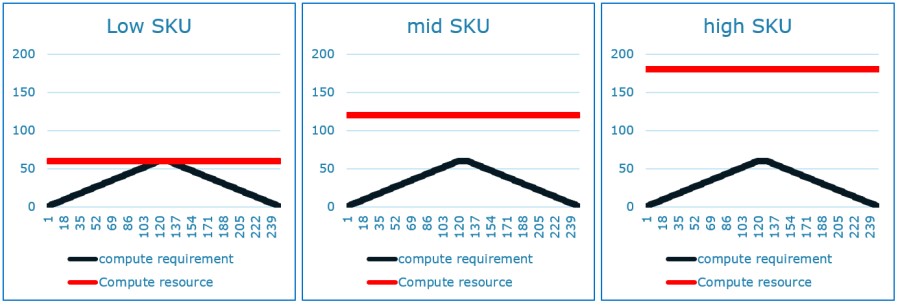 Low SKU
200
150
100
50
0
1 18 35 52 69 86 103 120 137 154 171 188 205 222 239
compute requirement
Compute resource
mid SKU
200
150
100
50
0
1 18 35 52 69 86 103 120 137 154 171 188 205 222 239
compute requirement
Compute resource
high SKU
200
150
100
50
0
1 18 35 52 69 86 103 120 137 154 171 188 205 222 239
compute requirement
Compute resource